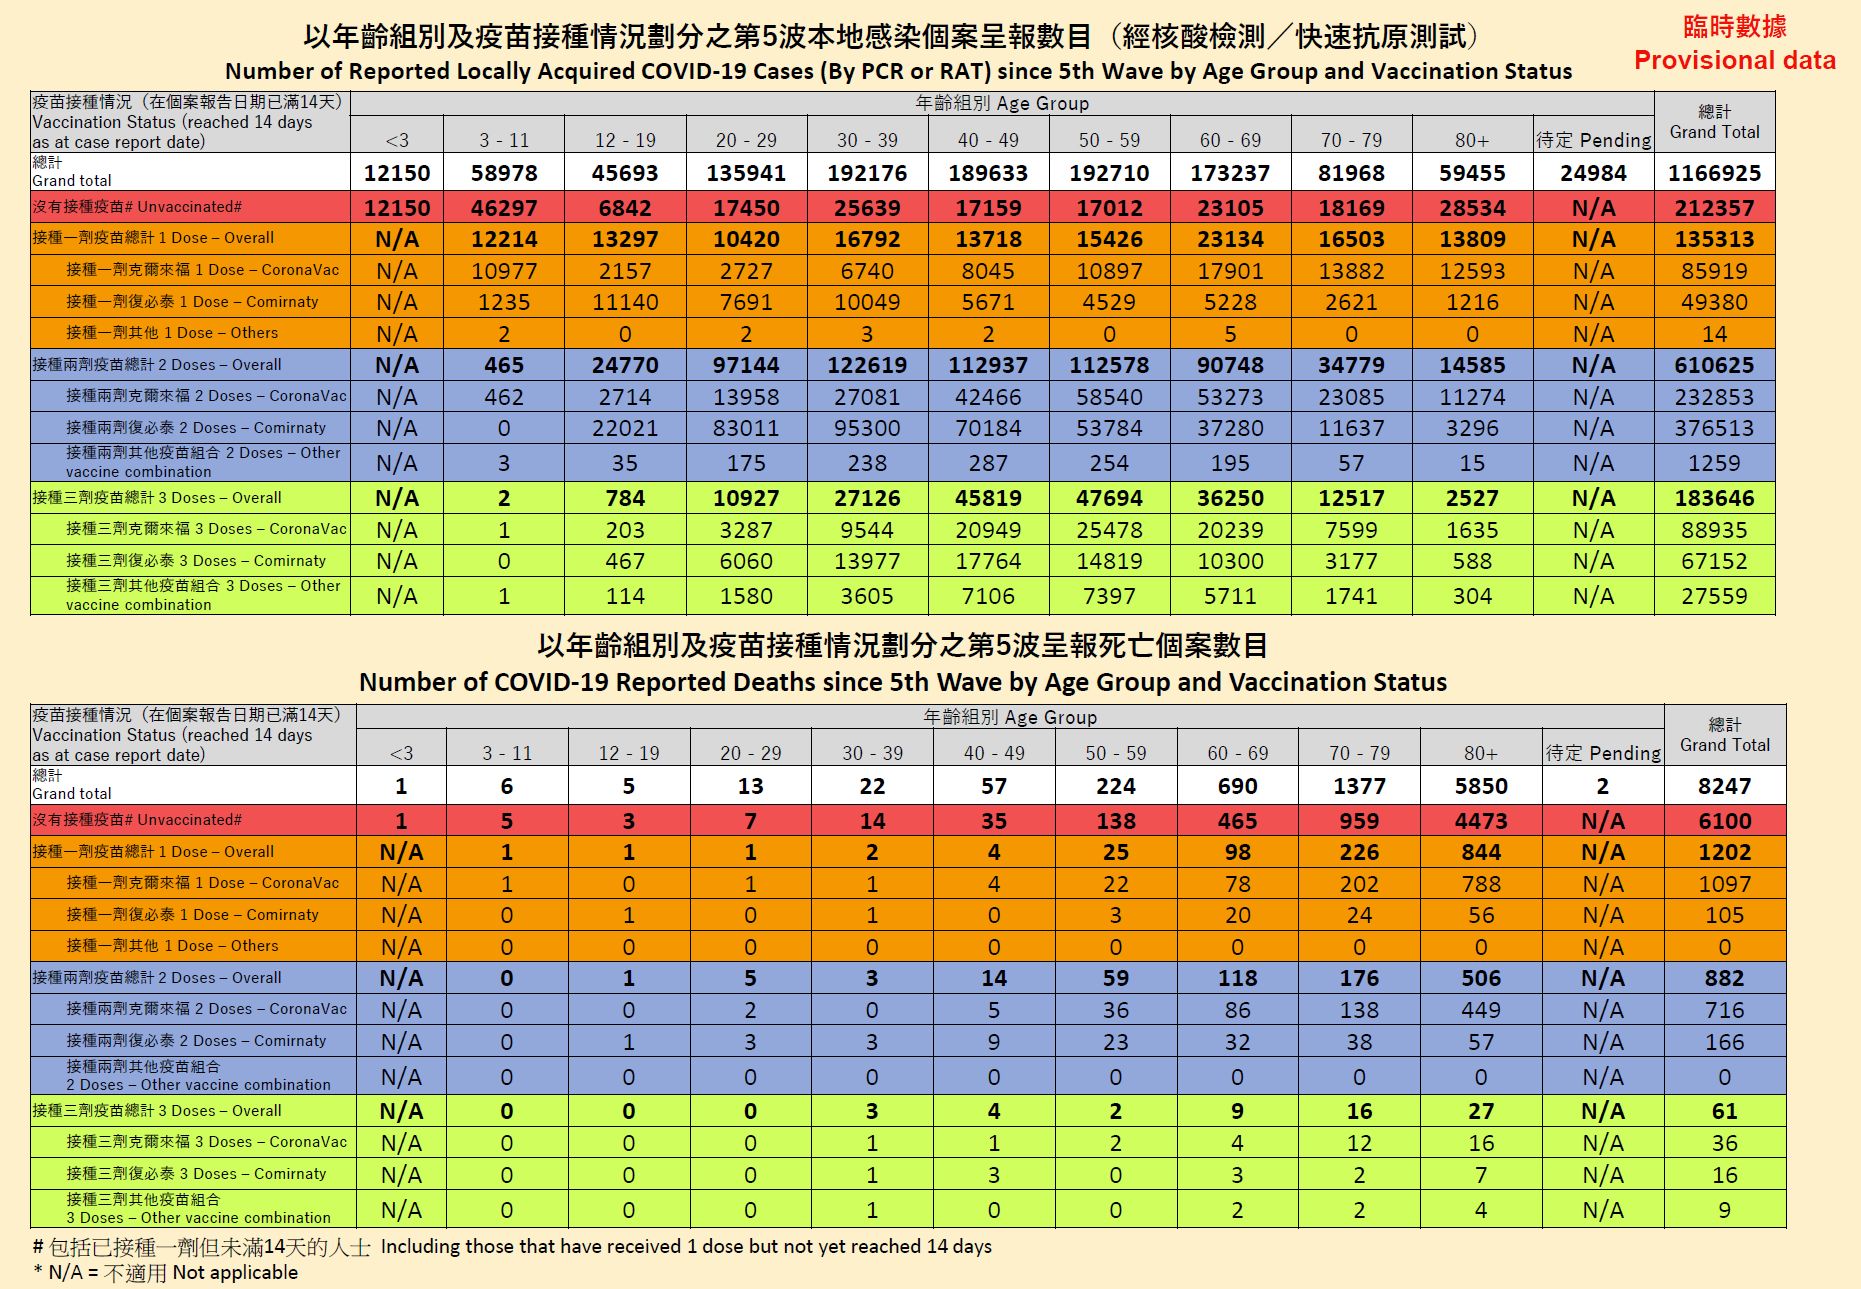 以年齡組別及疫苗接種情況劃分之第5波本地感染個案呈報數目（經核酸檢測／快速抗原測試）
臨時數據
Number of Reported Locally Acquired COVID-19 Cases (By PCR or RAT) since 5th Wave by Age Group and Vaccination Status
Provisional data
疫苗接種情況（在個案報告日期已滿14天）
Vaccination Status (reached 14 days
as at case report date)
年齡組別 Age Group
總計
Grand Total
<3 3 - 11 12 - 19 20 - 29 30 - 39 40 - 49 50 - 59 60 - 69 70 - 79 80+ 待定 Pending
總計
Grand total 12150 58978 45693 135941 192176 189633 192710 173237 81968 59455 24984 1166925
沒有接種疫苗# Unvaccinated# 12150 46297 6842 17450 25639 17159 17012 23105 18169 28534 N/A 212357
接種一劑疫苗總計 1 Dose – Overall N/A 12214 13297 10420 16792 13718 15426 23134 16503 13809 N/A 135313
接種一劑克爾來福 1 Dose – CoronaVac N/A 10977 2157 2727 6740 8045 10897 17901 13882 12593 N/A 85919
接種一劑復必泰 1 Dose – Comirnaty N/A 1235 11140 7691 10049 5671 4529 5228 2621 1216 N/A 49380
接種一劑其他 1 Dose – Others N/A 2 0 2 3 2 0 5 0 0 N/A 14
接種兩劑疫苗總計 2 Doses – Overall N/A 465 24770 97144 122619 112937 112578 90748 34779 14585 N/A 610625
接種兩劑克爾來福 2 Doses – CoronaVac N/A 462 2714 13958 27081 42466 58540 53273 23085 11274 N/A 232853
接種兩劑復必泰 2 Doses – Comirnaty N/A 0 22021 83011 95300 70184 53784 37280 11637 3296 N/A 376513
接種兩劑其他疫苗組合 2 Doses – Other
vaccine combination N/A 3 35 175 238 287 254 195 57 15 N/A 1259
接種三劑疫苗總計 3 Doses – Overall N/A 2 784 10927 27126 45819 47694 36250 12517 2527 N/A 183646
接種三劑克爾來福 3 Doses – CoronaVac N/A 1 203 3287 9544 20949 25478 20239 7599 1635 N/A 88935
接種三劑復必泰 3 Doses – Comirnaty N/A 0 467 6060 13977 17764 14819 10300 3177 588 N/A 67152
接種三劑其他疫苗組合 3 Doses – Other
vaccine combination N/A 1 114 1580 3605 7106 7397 5711 1741 304 N/A 27559
以年齡組別及疫苗接種情況劃分之第5波呈報死亡個案數目
Number of COVID-19 Reported Deaths since 5th Wave by Age Group and Vaccination Status
疫苗接種情況（在個案報告日期已滿14天）
Vaccination Status (reached 14 days
as at case report date)
年齡組別 Age Group
總計
Grand Total
<3 3 - 11 12 - 19 20 - 29 30 - 39 40 - 49 50 - 59 60 - 69 70 - 79 80+ 待定 Pending
總計
Grand total 1 6 5 13 22 57 224 690 1377 5850 2 8247
沒有接種疫苗# Unvaccinated# 1 5 3 7 14 35 138 465 959 4473 N/A 6100
接種一劑疫苗總計 1 Dose – Overall N/A 1 1 1 2 4 25 98 226 844 N/A 1202
接種一劑克爾來福 1 Dose – CoronaVac N/A 1 0 1 1 4 22 78 202 788 N/A 1097
接種一劑復必泰 1 Dose – Comirnaty N/A 0 1 0 1 0 3 20 24 56 N/A 105
接種一劑其他 1 Dose – Others N/A 0 0 0 0 0 0 0 0 0 N/A 0
接種兩劑疫苗總計 2 Doses – Overall N/A 0 1 5 3 14 59 118 176 506 N/A 882
接種兩劑克爾來福 2 Doses – CoronaVac N/A 0 0 2 0 5 36 86 138 449 N/A 716
接種兩劑復必泰 2 Doses – Comirnaty N/A 0 1 3 3 9 23 32 38 57 N/A 166
接種兩劑其他疫苗組合
2 Doses – Other vaccine combination N/A 0 0 0 0 0 0 0 0 0 N/A 0
接種三劑疫苗總計 3 Doses – Overall N/A 0 0 0 3 4 2 9 16 27 N/A 61
接種三劑克爾來福 3 Doses – CoronaVac N/A 0 0 0 1 1 2 4 12 16 N/A 36
接種三劑復必泰 3 Doses – Comirnaty N/A 0 0 0 1 3 0 3 2 7 N/A 16
接種三劑其他疫苗組合
3 Doses – Other vaccine combination N/A 0 0 0 1 0 0 2 2 4 N/A 9
# 包括已接種一劑但未滿14天的人士 Including those that have received 1 dose but not yet reached 14 days
* N/A = 不適用 Not applicable